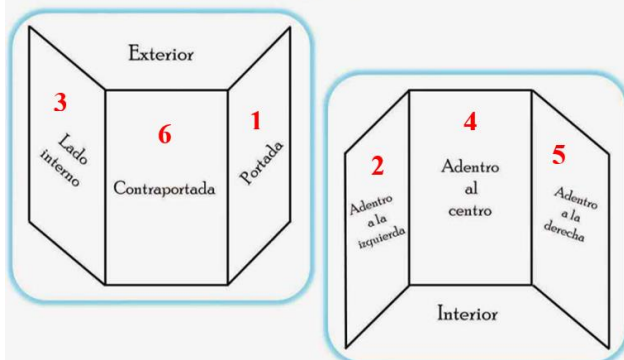 Exterior
3
Lado
interno
6
Contraportada
1
Portada
2
Adentro
a la
izquierda
4
Adentro
al
centro
5
Adentro
a la
derecha
Interior